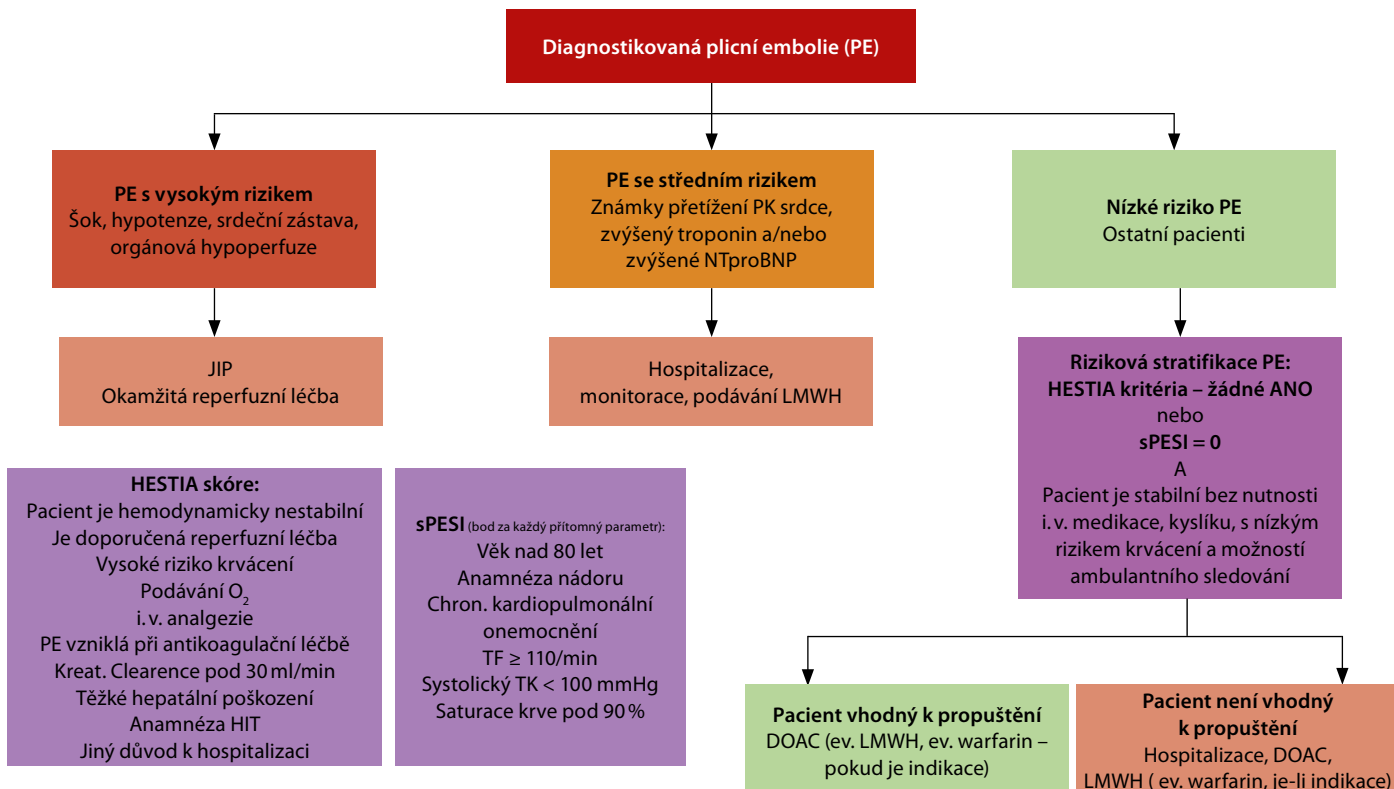 Diagnostikovaná plicní embolie (PE)
PE s vysokým rizikem
Šok, hypotenze, srdeční zástava,
orgánová hypoperfuze
PE se středním rizikem
Známky přetížení PK srdce,
zvýšený troponin a/nebo
zvýšené NTproBNP
Nízké riziko PE
Ostatní pacienti
JIP
Okamžitá reperfuzní léčba
Hospitalizace,
monitorace, podávání LMWH
Riziková stratifikace PE:
HESTIA kritéria – žádné ANO
nebo
sPESI = 0
A
Pacient je stabilní bez nutnosti
i. v. medikace, kyslíku, s nízkým
rizikem krvácení a možností
ambulantního sledování
HESTIA skóre:
Pacient je hemodynamicky nestabilní
Je doporučená reperfuzní léčba
Vysoké riziko krvácení
Podávání O₂
i. v. analgezie
PE vzniklá při antikoagulační léčbě
Kreat. Clearence pod 30 ml/min
Těžké hepatální poškození
Anamnéza HIT
Jiný důvod k hospitalizaci
sPESI (bod za každý přítomný parametr):
Věk nad 80 let
Anamnéza nádoru
Chron. kardiopulmonální
onemocnění
TF ≥ 110/min
Systolický TK < 100 mmHg
Saturace krve pod 90 %
Pacient vhodný k propuštění
DOAC (ev. LMWH, ev. warfarin –
pokud je indikace)
Pacient není vhodný
k propuštění
Hospitalizace, DOAC,
LMWH ( ev. warfarin, je-li indikace)